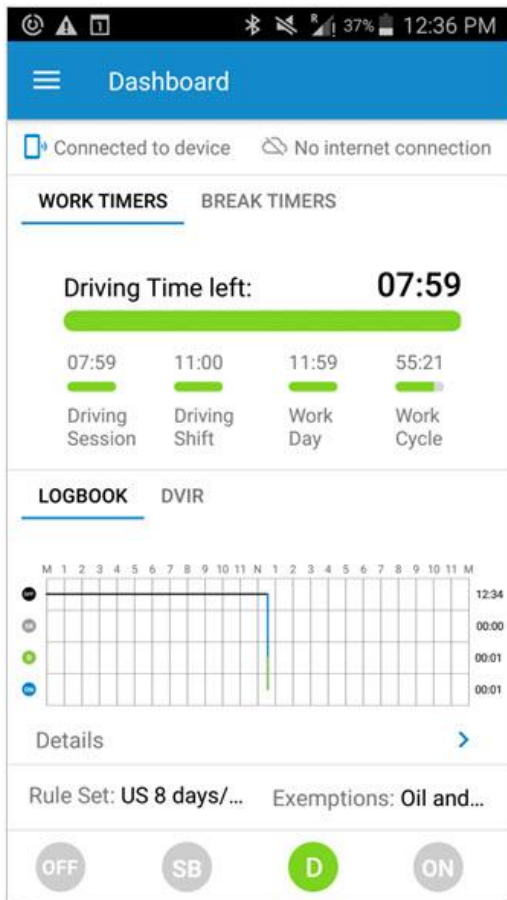 1 R 37% 12:36 PM
Dashboard
Connected to device No internet connection
WORK TIMERS BREAK TIMERS
Driving Time left: 07:59
07:59 11:00 11:59 55:21
Driving Driving Work Work
Session Shift Day Cycle
LOGBOOK DVIR
M 1 2 3 4 5 6 7 8 9 10 11 N 1 2 3 4 5 6 7 8 9 10 11 M
OFF 12:34
SB 00:00
D 00:01
ON 00:01
Details
Rule Set: US 8 days/... Exemptions: Oil and...
OFF SB D ON